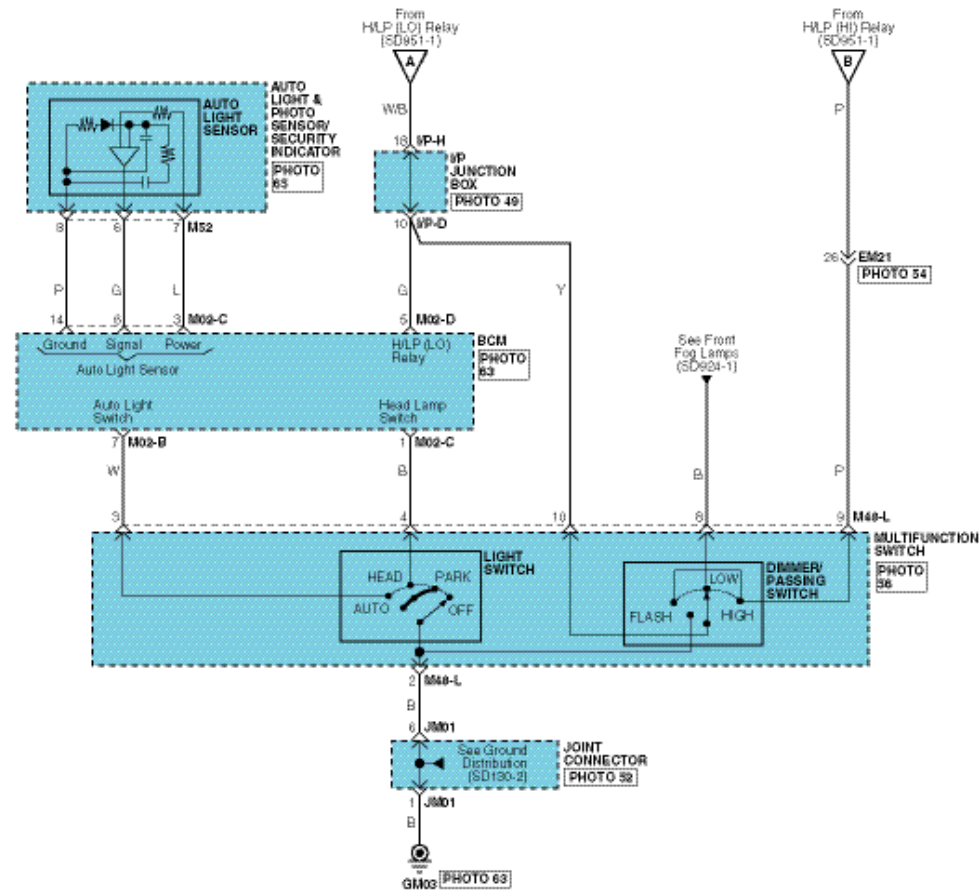 From
H/LP (LO) Relay
(SD951-1)
A
From
H/LP (HI) Relay
(SD951-1)
B
W/B
P
18 I/P-H
I/P
JUNCTION
BOX
PHOTO 49
10 I/P-D
AUTO LIGHT SENSOR
AUTO
LIGHT &
PHOTO
SENSOR/
SECURITY
INDICATOR
PHOTO
65
8 6 7 M52
P G L G Y
26 EM21
PHOTO 54
14 6 3 M02-C
5 M02-D
Ground Signal Power
Auto Light Sensor
H/LP (LO)
Relay
BCM
PHOTO
63
Auto Light
Switch
Head Lamp
Switch
See Front
Fog Lamps
(SD924-1)
7 M02-B
1 M02-C
W B B P
3 4 10 8 9 M48-L
MULTIFUNCTION
SWITCH
PHOTO
56
LIGHT
SWITCH
HEAD PARK
AUTO OFF
DIMMER/
PASSING
SWITCH
LOW
FLASH HIGH
2 M48-L
B
6 JM01
See Ground
Distribution
(SD130-2)
JOINT
CONNECTOR
PHOTO 52
1 JM01
B
GM03 PHOTO 63